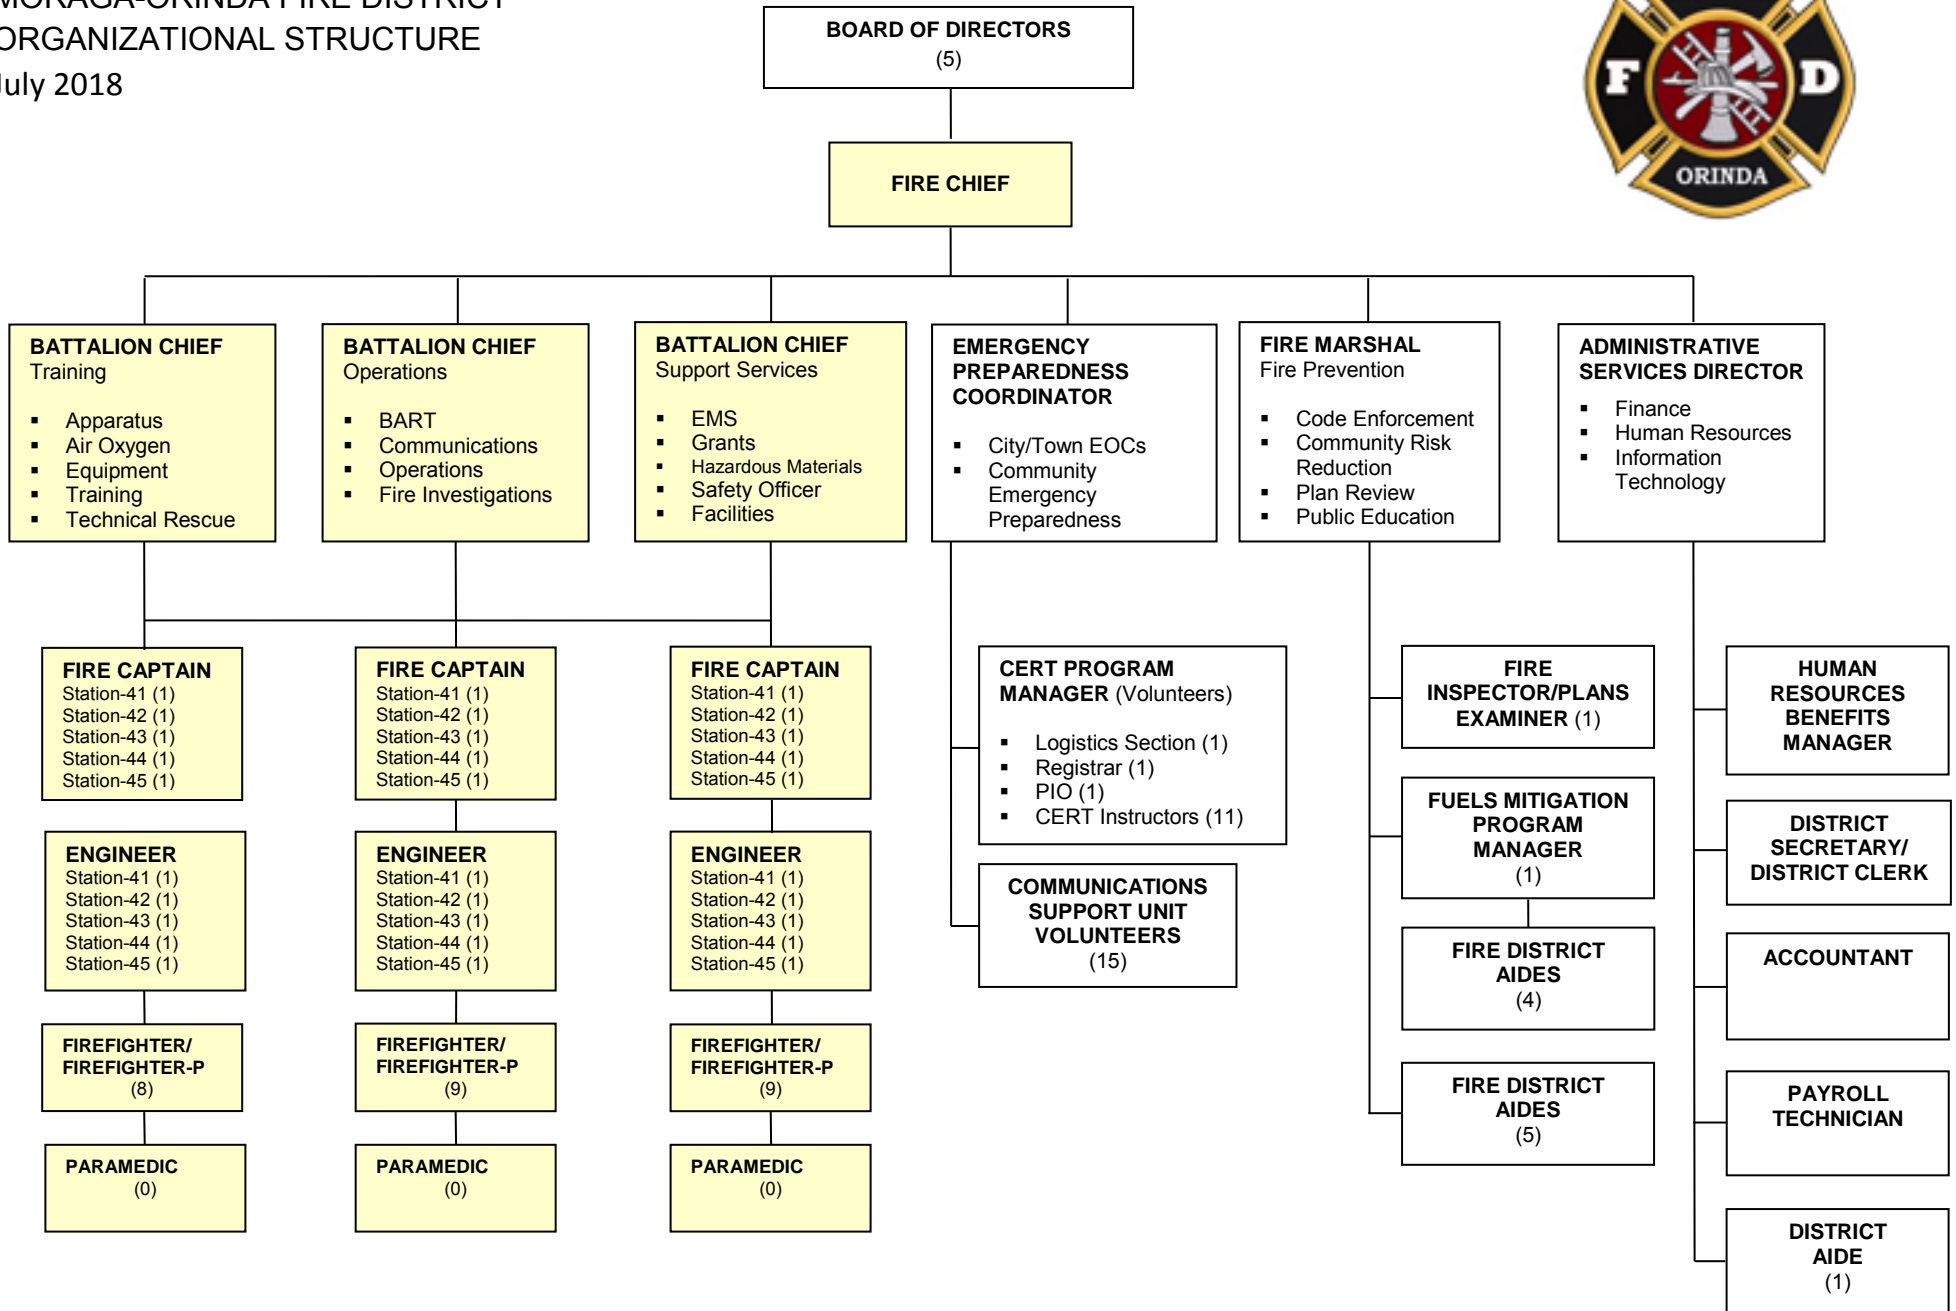 MORAGA-ORINDA FIRE DISTRICT
ORGANIZATIONAL STRUCTURE
July 2018
BOARD OF DIRECTORS
(5)
F D
ORINDA
FIRE CHIEF
BATTALION CHIEF
Training
▪ Apparatus
▪ Air Oxygen
▪ Equipment
▪ Training
▪ Technical Rescue
BATTALION CHIEF
Operations
▪ BART
▪ Communications
▪ Operations
▪ Fire Investigations
BATTALION CHIEF
Support Services
▪ EMS
▪ Grants
▪ Hazardous Materials
▪ Safety Officer
▪ Facilities
EMERGENCY
PREPAREDNESS
COORDINATOR
▪ City/Town EOCs
▪ Community
Emergency
Preparedness
FIRE MARSHAL
Fire Prevention
▪ Code Enforcement
▪ Community Risk
Reduction
▪ Plan Review
▪ Public Education
ADMINISTRATIVE
SERVICES DIRECTOR
▪ Finance
▪ Human Resources
▪ Information
Technology
FIRE CAPTAIN
Station-41 (1)
Station-42 (1)
Station-43 (1)
Station-44 (1)
Station-45 (1)
FIRE CAPTAIN
Station-41 (1)
Station-42 (1)
Station-43 (1)
Station-44 (1)
Station-45 (1)
FIRE CAPTAIN
Station-41 (1)
Station-42 (1)
Station-43 (1)
Station-44 (1)
Station-45 (1)
CERT PROGRAM
MANAGER (Volunteers)
▪ Logistics Section (1)
▪ Registrar (1)
▪ PIO (1)
▪ CERT Instructors (11)
FIRE
INSPECTOR/PLANS
EXAMINER (1)
HUMAN
RESOURCES
BENEFITS
MANAGER
ENGINEER
Station-41 (1)
Station-42 (1)
Station-43 (1)
Station-44 (1)
Station-45 (1)
ENGINEER
Station-41 (1)
Station-42 (1)
Station-43 (1)
Station-44 (1)
Station-45 (1)
ENGINEER
Station-41 (1)
Station-42 (1)
Station-43 (1)
Station-44 (1)
Station-45 (1)
COMMUNICATIONS
SUPPORT UNIT
VOLUNTEERS
(15)
FUELS MITIGATION
PROGRAM
MANAGER
(1)
DISTRICT
SECRETARY/
DISTRICT CLERK
FIRE DISTRICT
AIDES
(4)
ACCOUNTANT
FIREFIGHTER/
FIREFIGHTER-P
(8)
FIREFIGHTER/
FIREFIGHTER-P
(9)
FIREFIGHTER/
FIREFIGHTER-P
(9)
FIRE DISTRICT
AIDES
(5)
PAYROLL
TECHNICIAN
PARAMEDIC
(0)
PARAMEDIC
(0)
PARAMEDIC
(0)
DISTRICT
AIDE
(1)